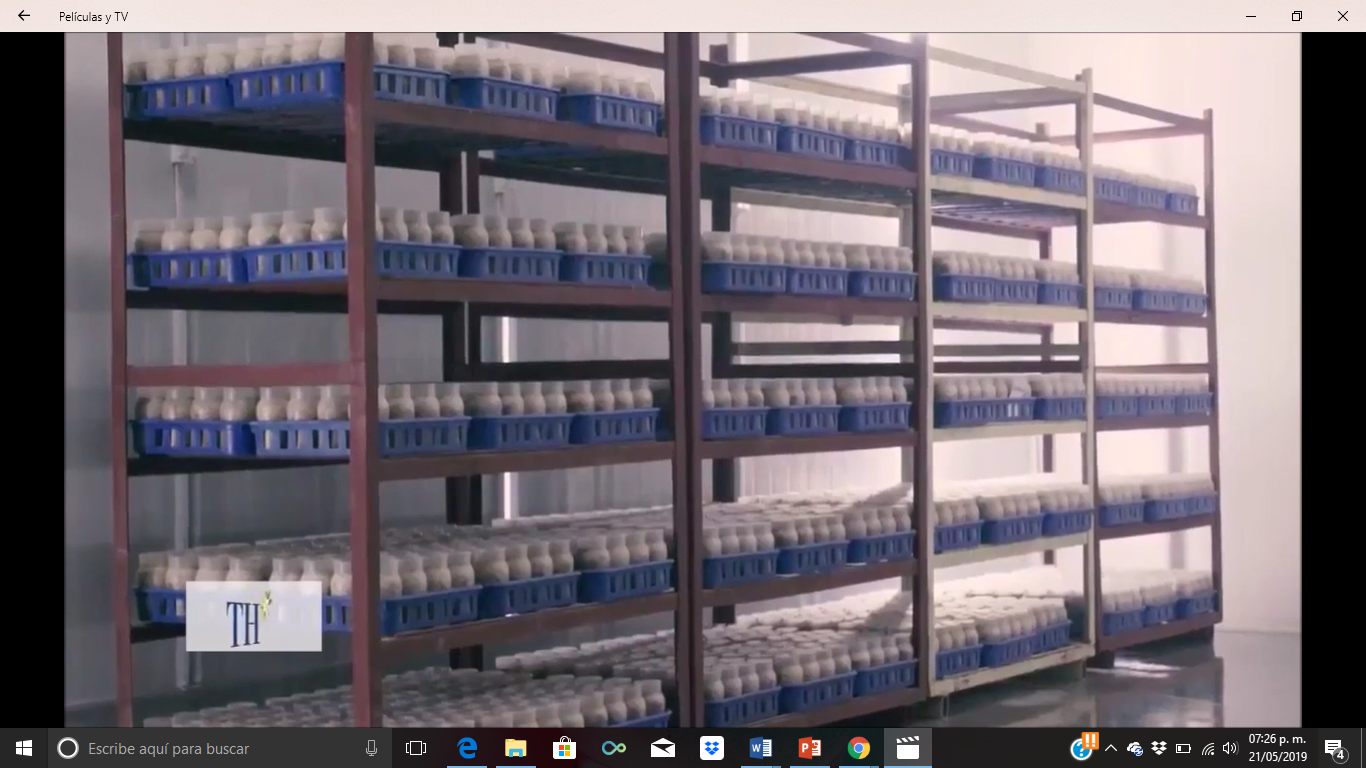 Películas y TV
TH
Escribe aquí para buscar
07:26 p. m.
21/05/2019
4